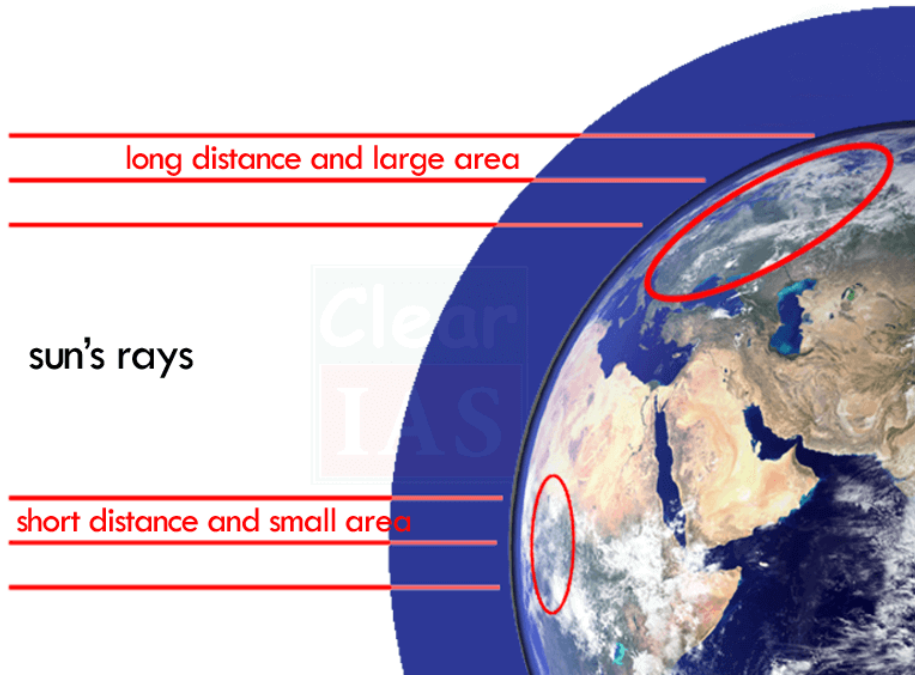 long distance and large area
Clear
sun's rays
IAS
short distance and small area